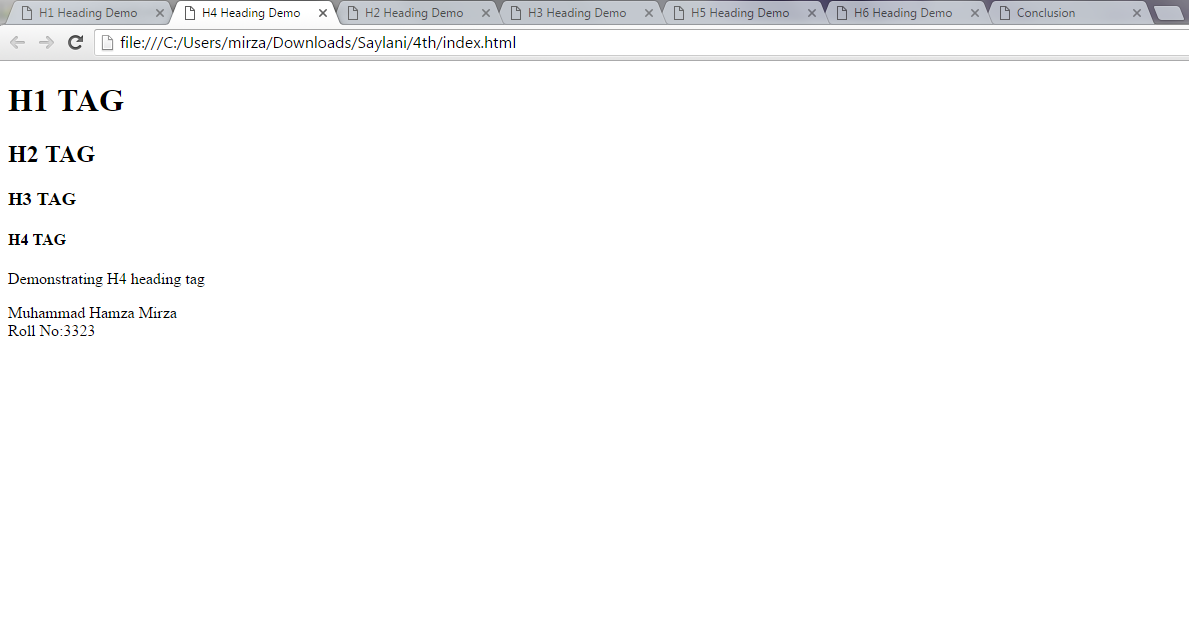 H1 Heading Demo
H4 Heading Demo
H2 Heading Demo
H3 Heading Demo
H5 Heading Demo
H6 Heading Demo
Conclusion
file:///C:/Users/mirza/Downloads/Saylani/4th/index.html
H1 TAG
H2 TAG
H3 TAG
H4 TAG
Demonstrating H4 heading tag
Muhammad Hamza Mirza
Roll No:3323